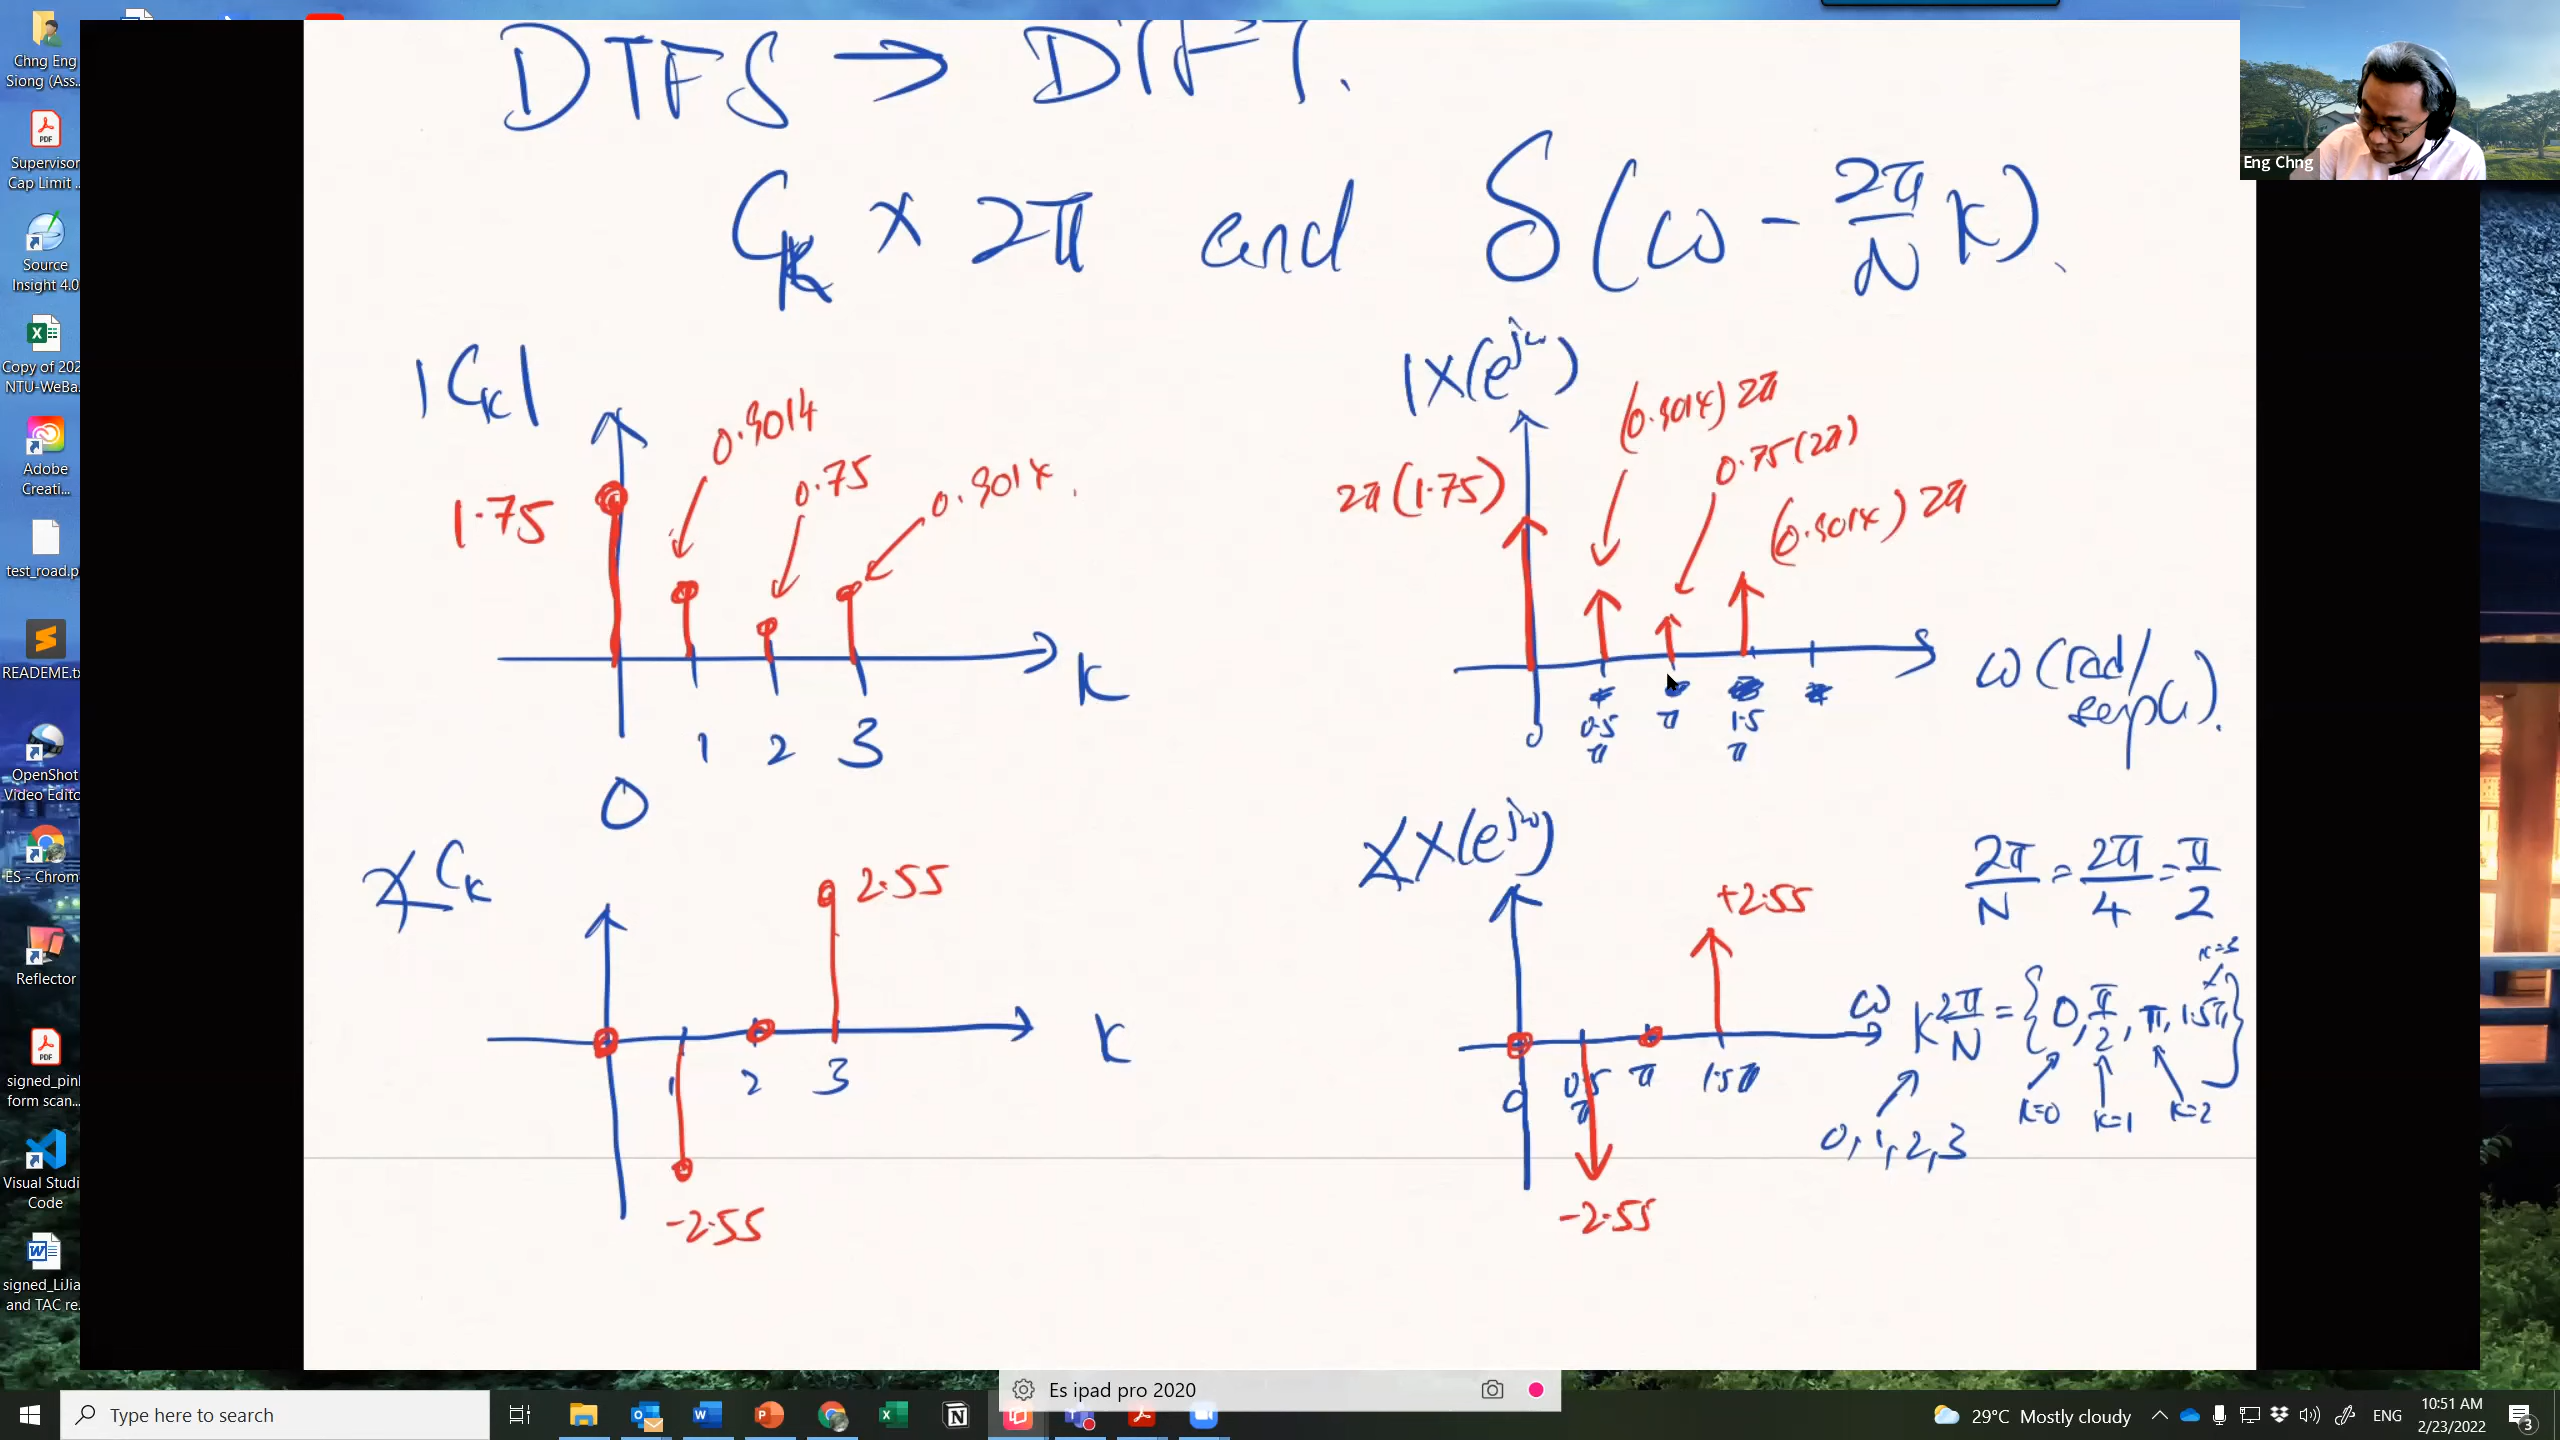 DTFS → DTFT.
Ck × 2π and δ(ω - 2π/N k).
|Ck|
1.75
0.9014
0.75
0.9014
K
0
1
2
3
|X(e^jω)
2π(1.75)
(0.9014) 2π
0.75(2π)
(0.9014) 2π
0
0.5π
π
1.5π
ω (rad/
∡Ck
2.55
-2.55
1
2
3
K
∡X(e^jω)
+2.55
-2.55
0
0.5π
π
1.5π
ω
2π/N = 2π/4 = π/2
K 2π/N = {0, π/2, π, 1.5π}
K=3
K=0
K=1
K=2
0, 1, 2, 3
Eng Chng
Chng Eng
Siong (Ass...
Supervisor
Cap Limit ...
Source
Insight 4.0
Copy of 202
NTU-WeBa.
Adobe
Creati...
test_road.p
READEME.tx
OpenShot
Video Edito
ES - Chrom
Reflector
signed_pink
form scan...
Visual Studi
Code
signed_LiJia
and TAC re.
Es ipad pro 2020
Type here to search
29°C Mostly cloudy
ENG
10:51 AM
2/23/2022
3